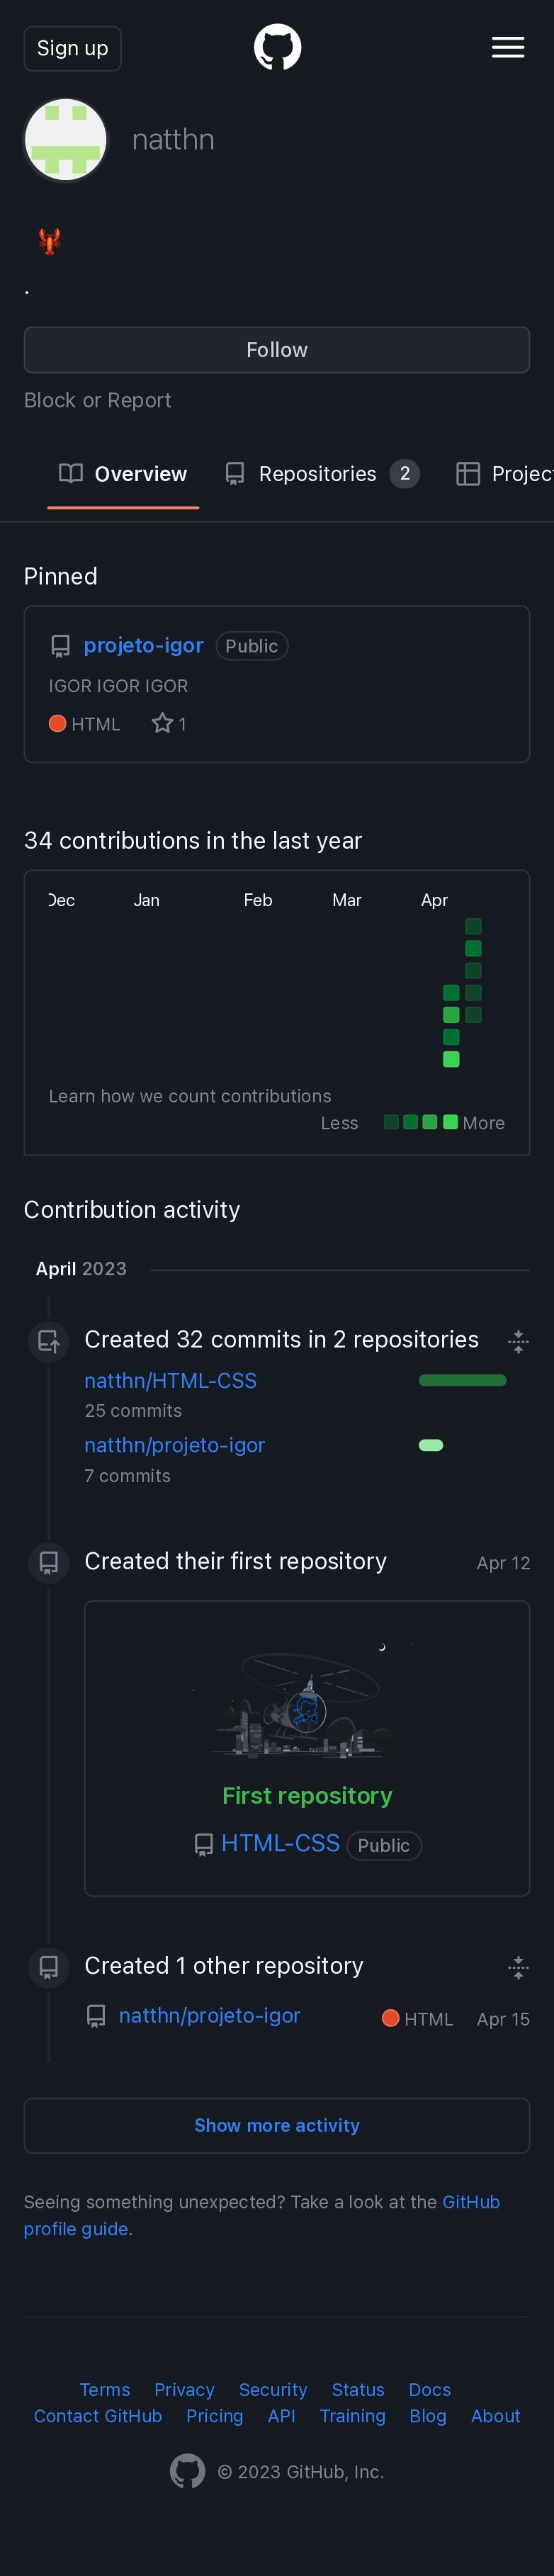 Sign up
natthn
🦞
.
Follow
Block or Report
Overview
Repositories 2
Project
Pinned
projeto-igor Public
IGOR IGOR IGOR
HTML 1
34 contributions in the last year
Dec Jan Feb Mar Apr
Learn how we count contributions
Less More
Contribution activity
April 2023
Created 32 commits in 2 repositories
natthn/HTML-CSS
25 commits
natthn/projeto-igor
7 commits
Created their first repository Apr 12
First repository
HTML-CSS Public
Created 1 other repository
natthn/projeto-igor HTML Apr 15
Show more activity
Seeing something unexpected? Take a look at the GitHub
profile guide.
Terms Privacy Security Status Docs
Contact GitHub Pricing API Training Blog About
© 2023 GitHub, Inc.